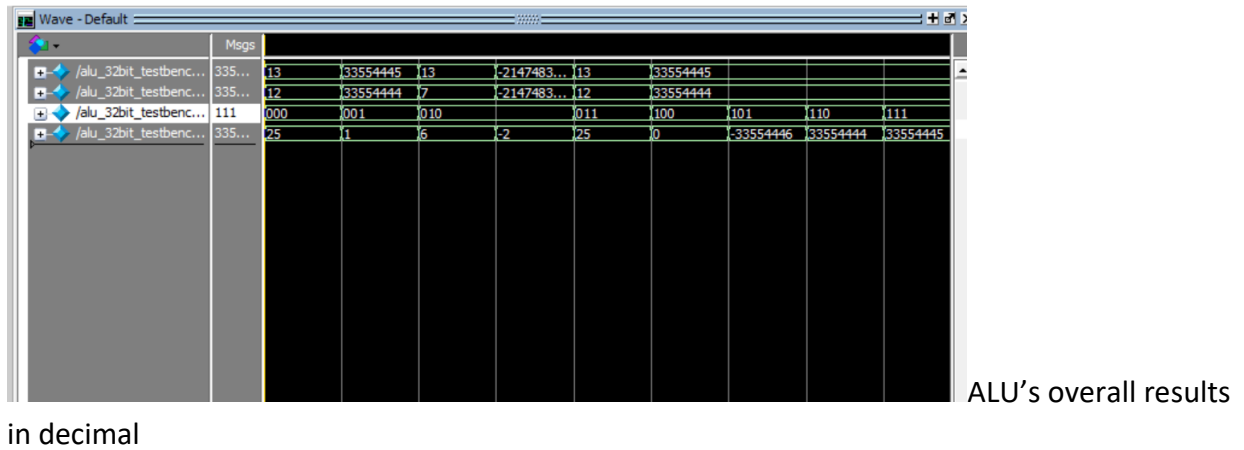 Wave - Default
Msgs
/alu_32bit_testbenc... 335... 13 33554445 13 -2147483... 13 33554445
/alu_32bit_testbenc... 335... 12 33554444 7 -2147483... 12 33554444
/alu_32bit_testbenc... 111 000 001 010 011 100 101 110 111
/alu_32bit_testbenc... 335... 25 1 6 -2 25 0 -33554446 33554444 33554445
ALU’s overall results
in decimal